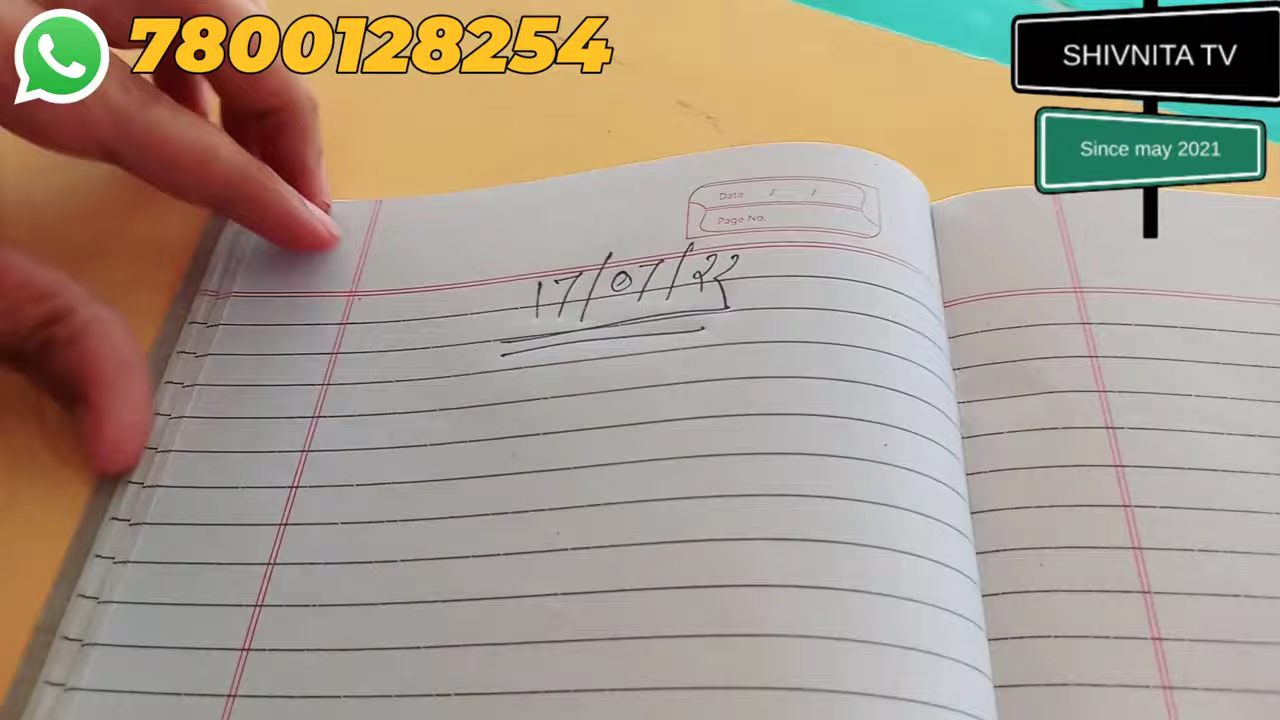 7800128254
SHIVNITA TV
Since may 2021
Date / /
Page No.
17/07/22